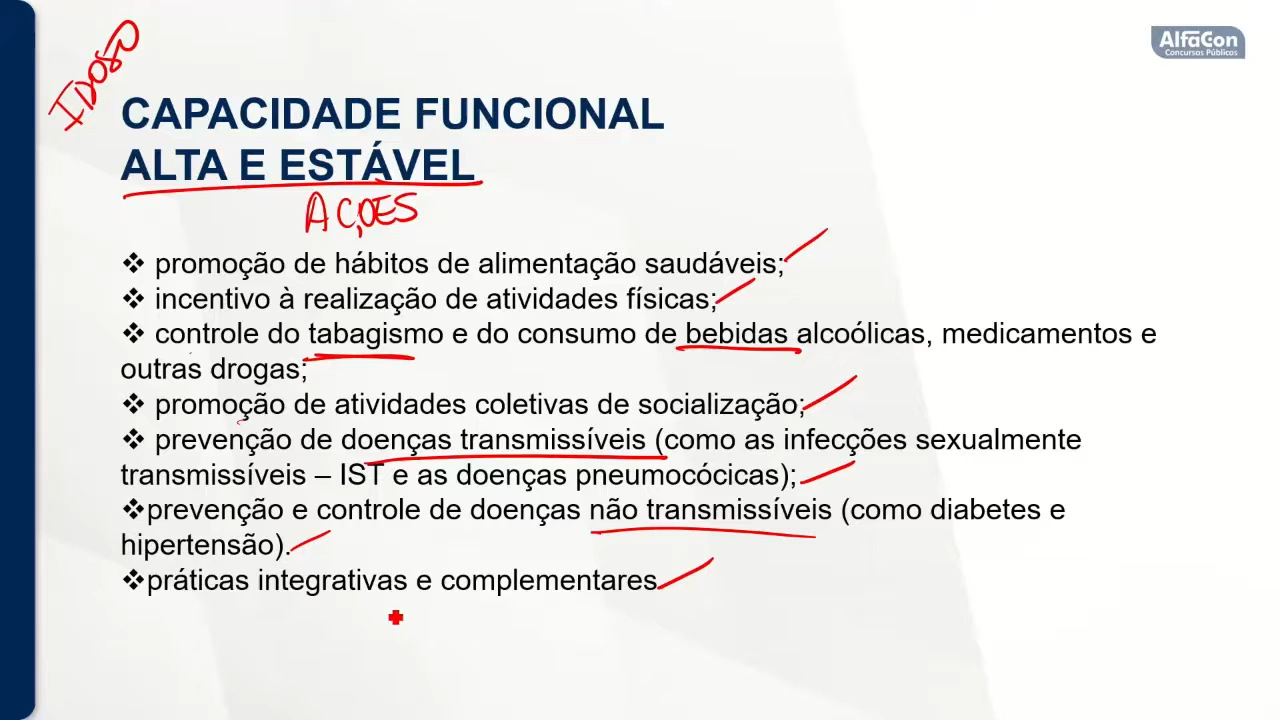 IDOSO
AlfaCon
Concursos Públicos
CAPACIDADE FUNCIONAL
ALTA E ESTÁVEL
AÇÕES
❖ promoção de hábitos de alimentação saudáveis;
❖ incentivo à realização de atividades físicas;
❖ controle do tabagismo e do consumo de bebidas alcoólicas, medicamentos e
outras drogas;
❖ promoção de atividades coletivas de socialização;
❖ prevenção de doenças transmissíveis (como as infecções sexualmente
transmissíveis – IST e as doenças pneumocócicas);
❖prevenção e controle de doenças não transmissíveis (como diabetes e
hipertensão).
❖práticas integrativas e complementares